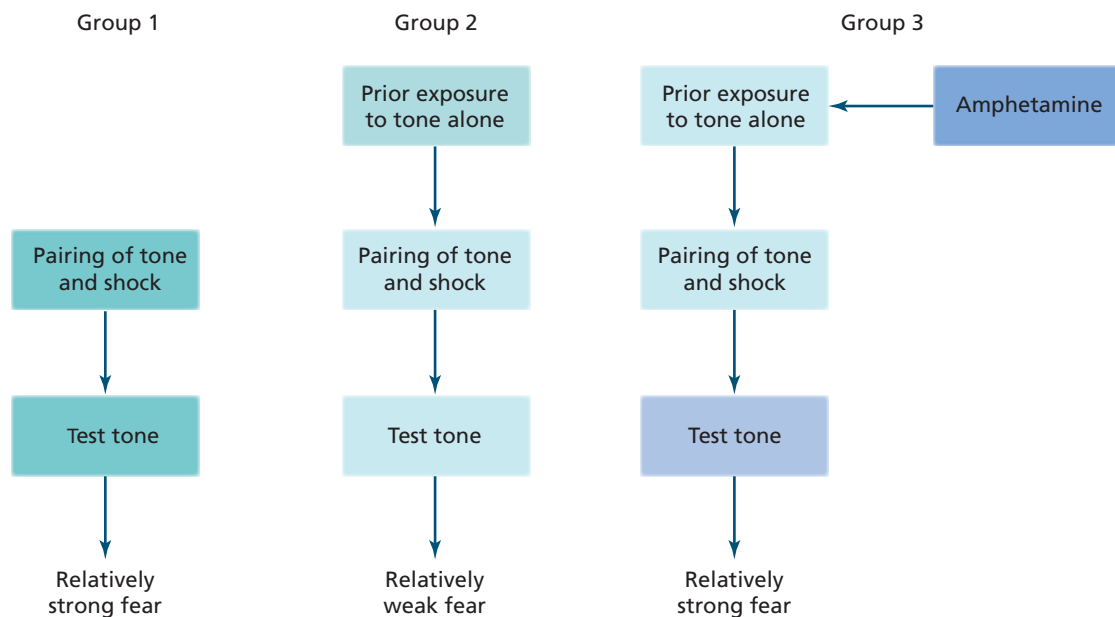 Group 1
Group 2
Group 3
Prior exposure
to tone alone
Prior exposure
to tone alone
Amphetamine
Pairing of tone
and shock
Pairing of tone
and shock
Pairing of tone
and shock
Test tone
Test tone
Test tone
Relatively
strong fear
Relatively
weak fear
Relatively
strong fear